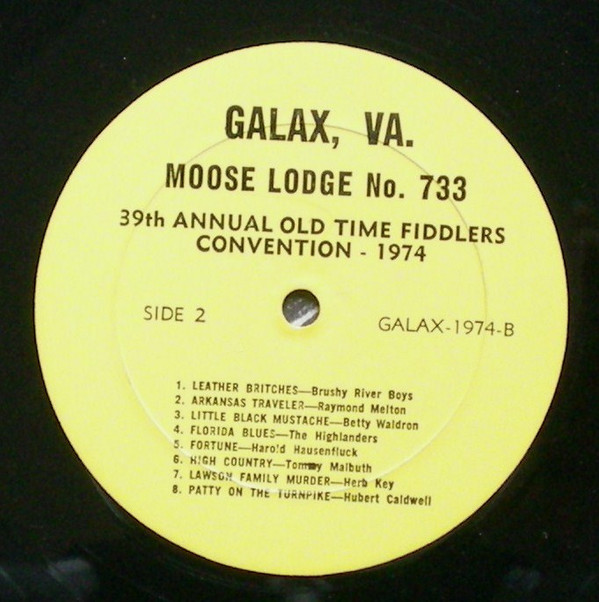 GALAX, VA.
MOOSE LODGE No. 733
39th ANNUAL OLD TIME FIDDLERS
CONVENTION - 1974
SIDE 2
GALAX-1974-B
1. LEATHER BRITCHES—Brushy River Boys
2. ARKANSAS TRAVELER—Raymond Melton
3. LITTLE BLACK MUSTACHE—Betty Waldron
4. FLORIDA BLUES—The Highlanders
5. FORTUNE—Harold Hausenfluck
6. HIGH COUNTRY—Tommy Malbuth
7. LAWSON FAMILY MURDER—Herb Key
8. PATTY ON THE TURNPIKE—Hubert Caldwell